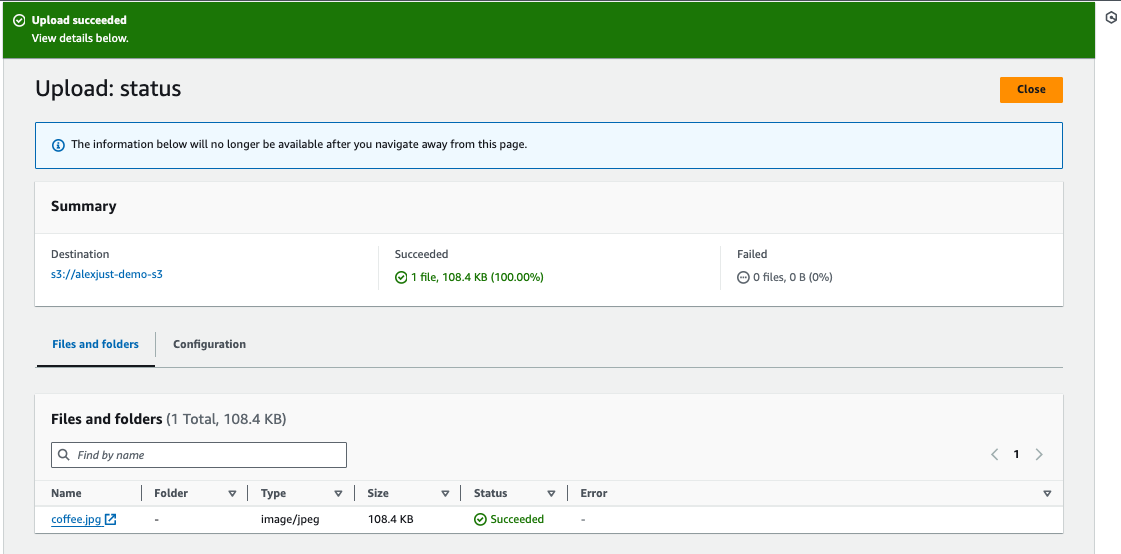 Upload succeeded
View details below.
Upload: status
Close
The information below will no longer be available after you navigate away from this page.
Summary
Destination
s3://alexjust-demo-s3
Succeeded
1 file, 108.4 KB (100.00%)
Failed
0 files, 0 B (0%)
Files and folders
Configuration
Files and folders (1 Total, 108.4 KB)
Find by name
1
Name Folder Type Size Status Error
coffee.jpg - image/jpeg 108.4 KB Succeeded -